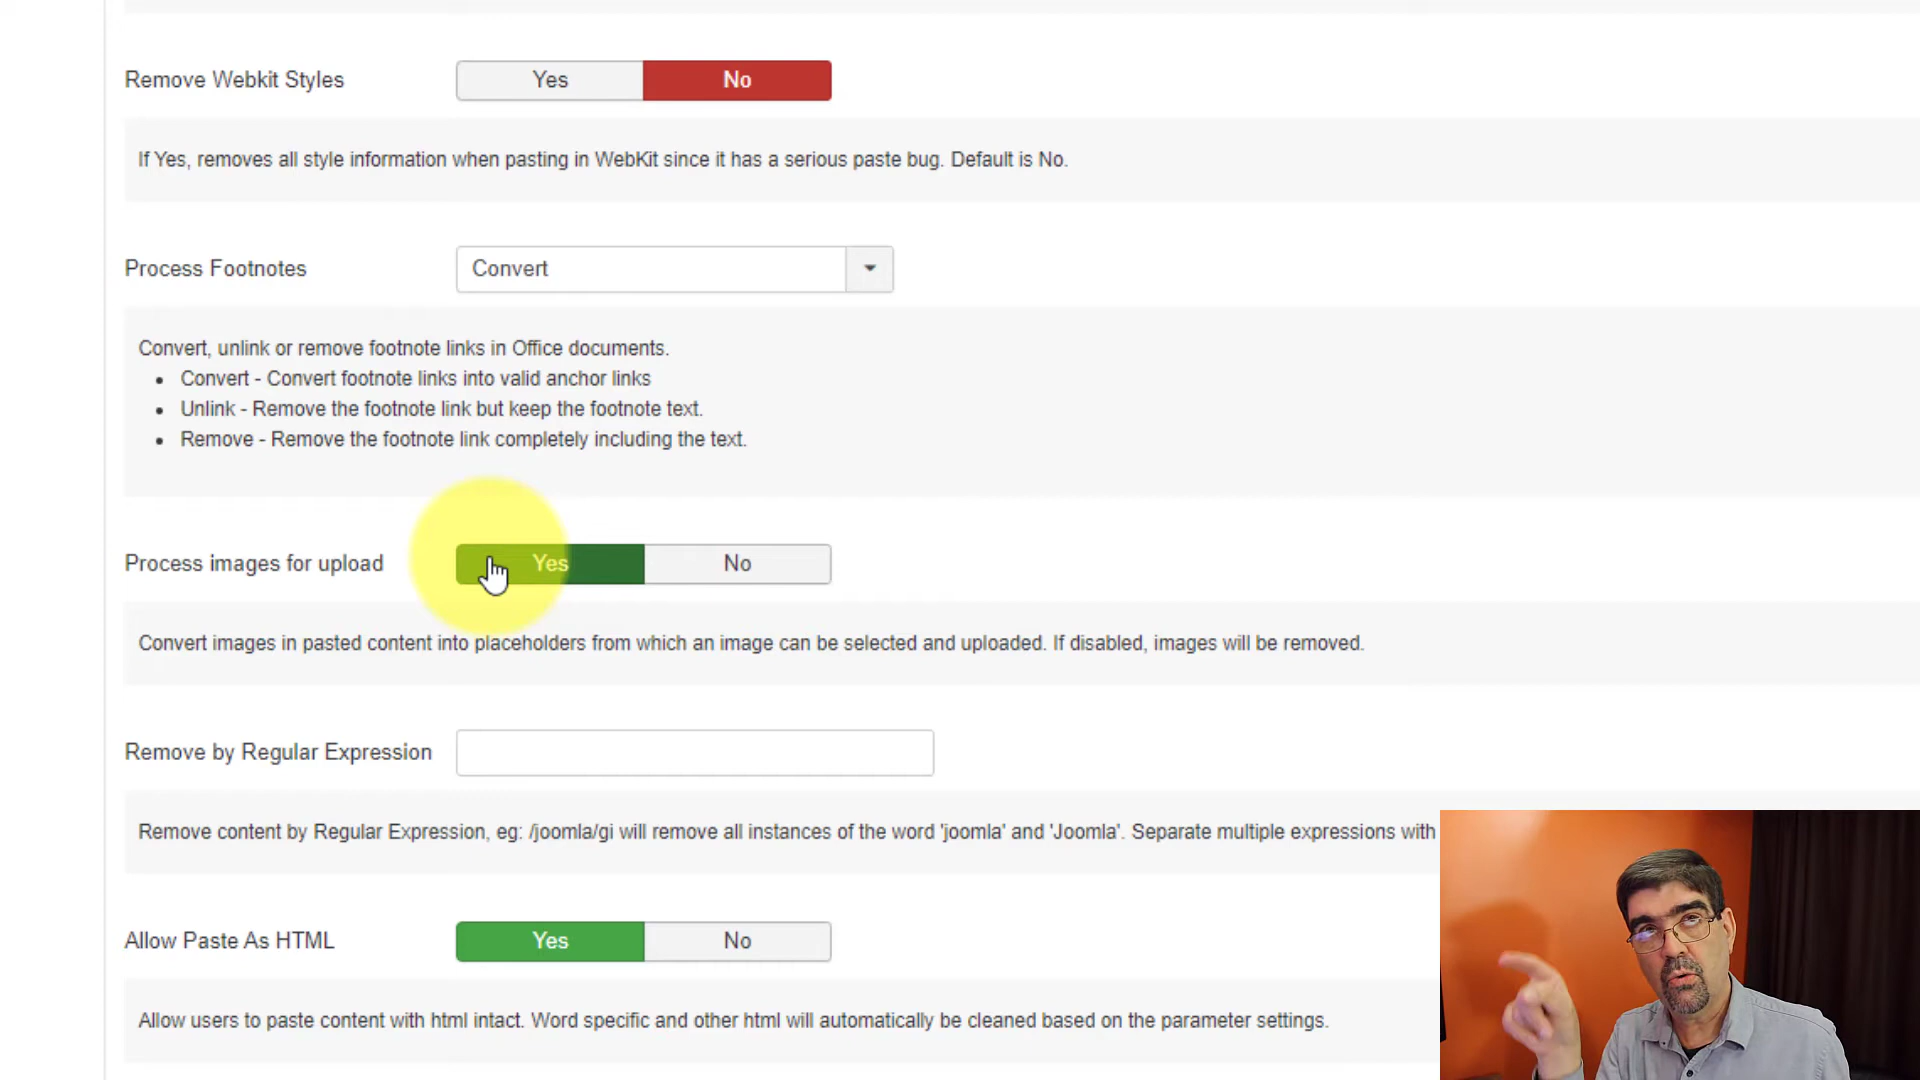 Remove Webkit Styles
Yes
No
If Yes, removes all style information when pasting in WebKit since it has a serious paste bug. Default is No.
Process Footnotes
Convert
Convert, unlink or remove footnote links in Office documents.
• Convert - Convert footnote links into valid anchor links
• Unlink - Remove the footnote link but keep the footnote text.
• Remove - Remove the footnote link completely including the text.
Process images for upload
Yes
No
Convert images in pasted content into placeholders from which an image can be selected and uploaded. If disabled, images will be removed.
Remove by Regular Expression
Remove content by Regular Expression, eg: /joomla/gi will remove all instances of the word 'joomla' and 'Joomla'. Separate multiple expressions with
Allow Paste As HTML
Yes
No
Allow users to paste content with html intact. Word specific and other html will automatically be cleaned based on the parameter settings.